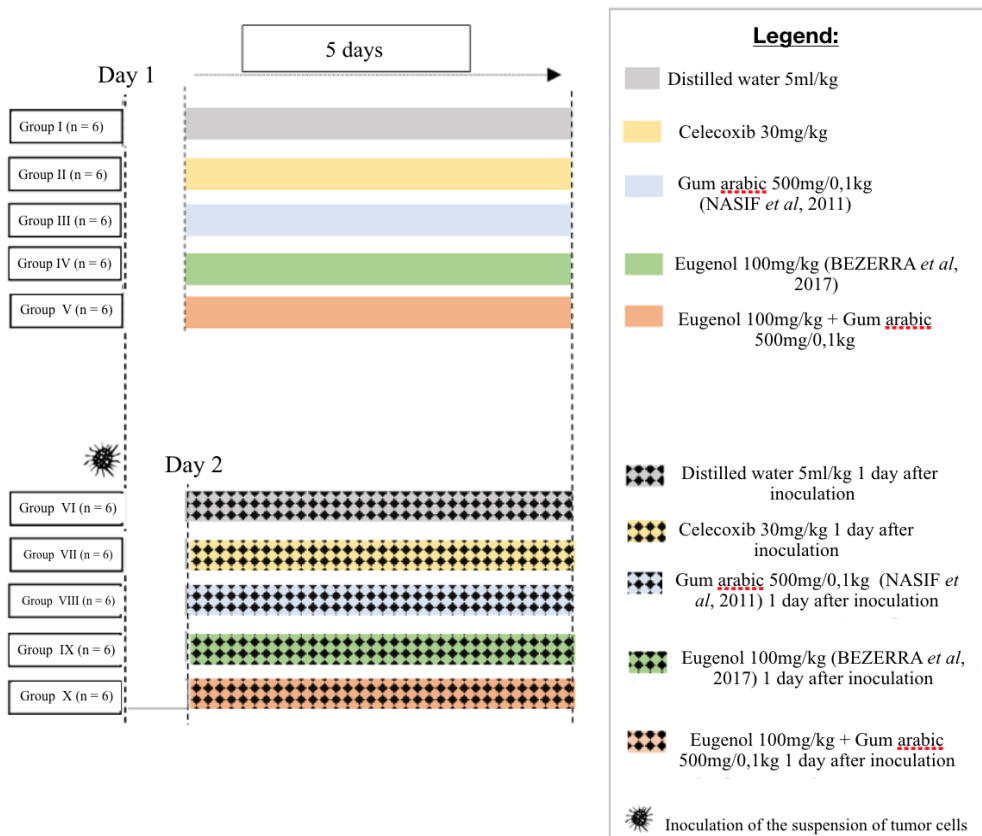 5 days
Day 1
Group I (n = 6)
Group II (n = 6)
Group III (n = 6)
Group IV (n = 6)
Group V (n = 6)
Day 2
Group VI (n = 6)
Group VII (n = 6)
Group VIII (n = 6)
Group IX (n = 6)
Group X (n = 6)
Legend:
Distilled water 5ml/kg
Celecoxib 30mg/kg
Gum arabic 500mg/0,1kg
(NASIF et al, 2011)
Eugenol 100mg/kg (BEZERRA et al,
2017)
Eugenol 100mg/kg + Gum arabic
500mg/0,1kg
Distilled water 5ml/kg 1 day after
inoculation
Celecoxib 30mg/kg 1 day after
inoculation
Gum arabic 500mg/0,1kg (NASIF et
al, 2011) 1 day after inoculation
Eugenol 100mg/kg (BEZERRA et al,
2017) 1 day after inoculation
Eugenol 100mg/kg + Gum arabic
500mg/0,1kg 1 day after inoculation
Inoculation of the suspension of tumor cells